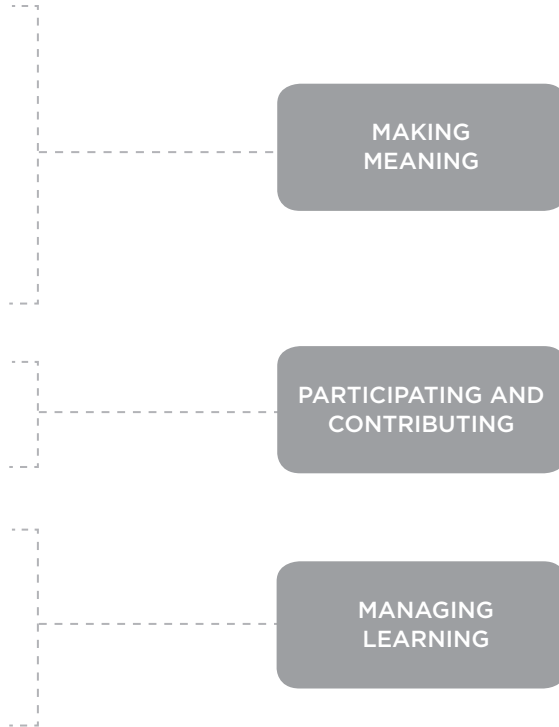 MAKING
MEANING
PARTICIPATING AND
CONTRIBUTING
MANAGING
LEARNING